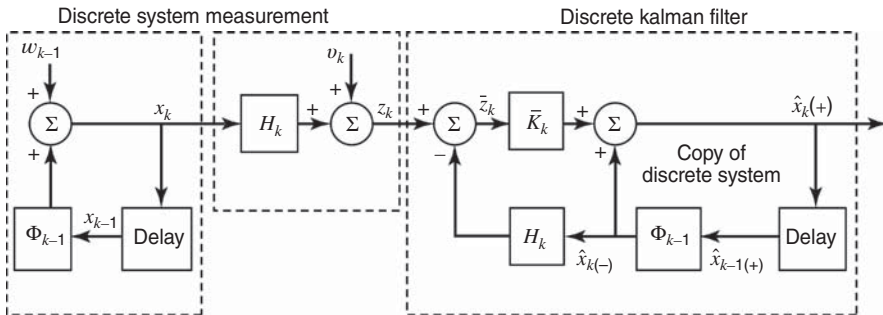 Discrete system measurement
Discrete kalman filter
w_{k−1}
υ_k
+
x_k
+
+
z_k
+
z̄_k
+
x̂_k(+)
Σ
H_k
Σ
Σ
K̄_k
Σ
+
−
+
Copy of
discrete system
Φ_{k−1}
x_{k−1}
Delay
H_k
x̂_{k(−)}
Φ_{k−1}
x̂_{k−1(+)}
Delay